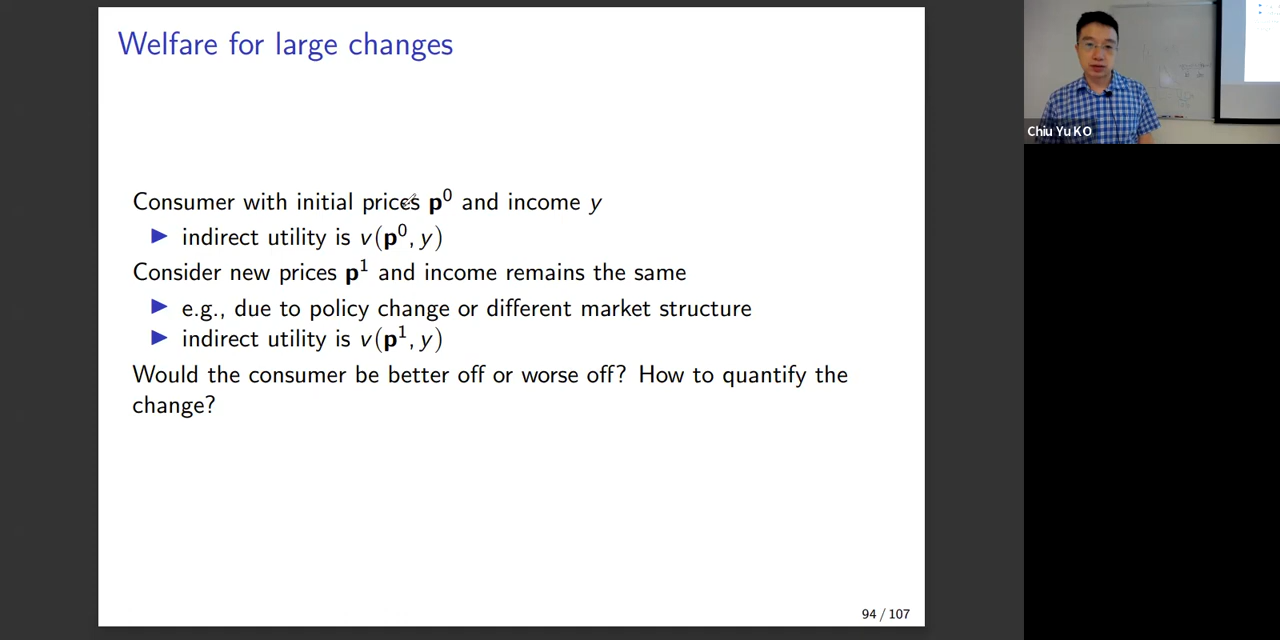 Welfare for large changes
Consumer with initial prices p⁰ and income y
▶ indirect utility is v(p⁰, y)
Consider new prices p¹ and income remains the same
▶ e.g., due to policy change or different market structure
▶ indirect utility is v(p¹, y)
Would the consumer be better off or worse off? How to quantify the
change?
94 / 107
Chiu Yu KO